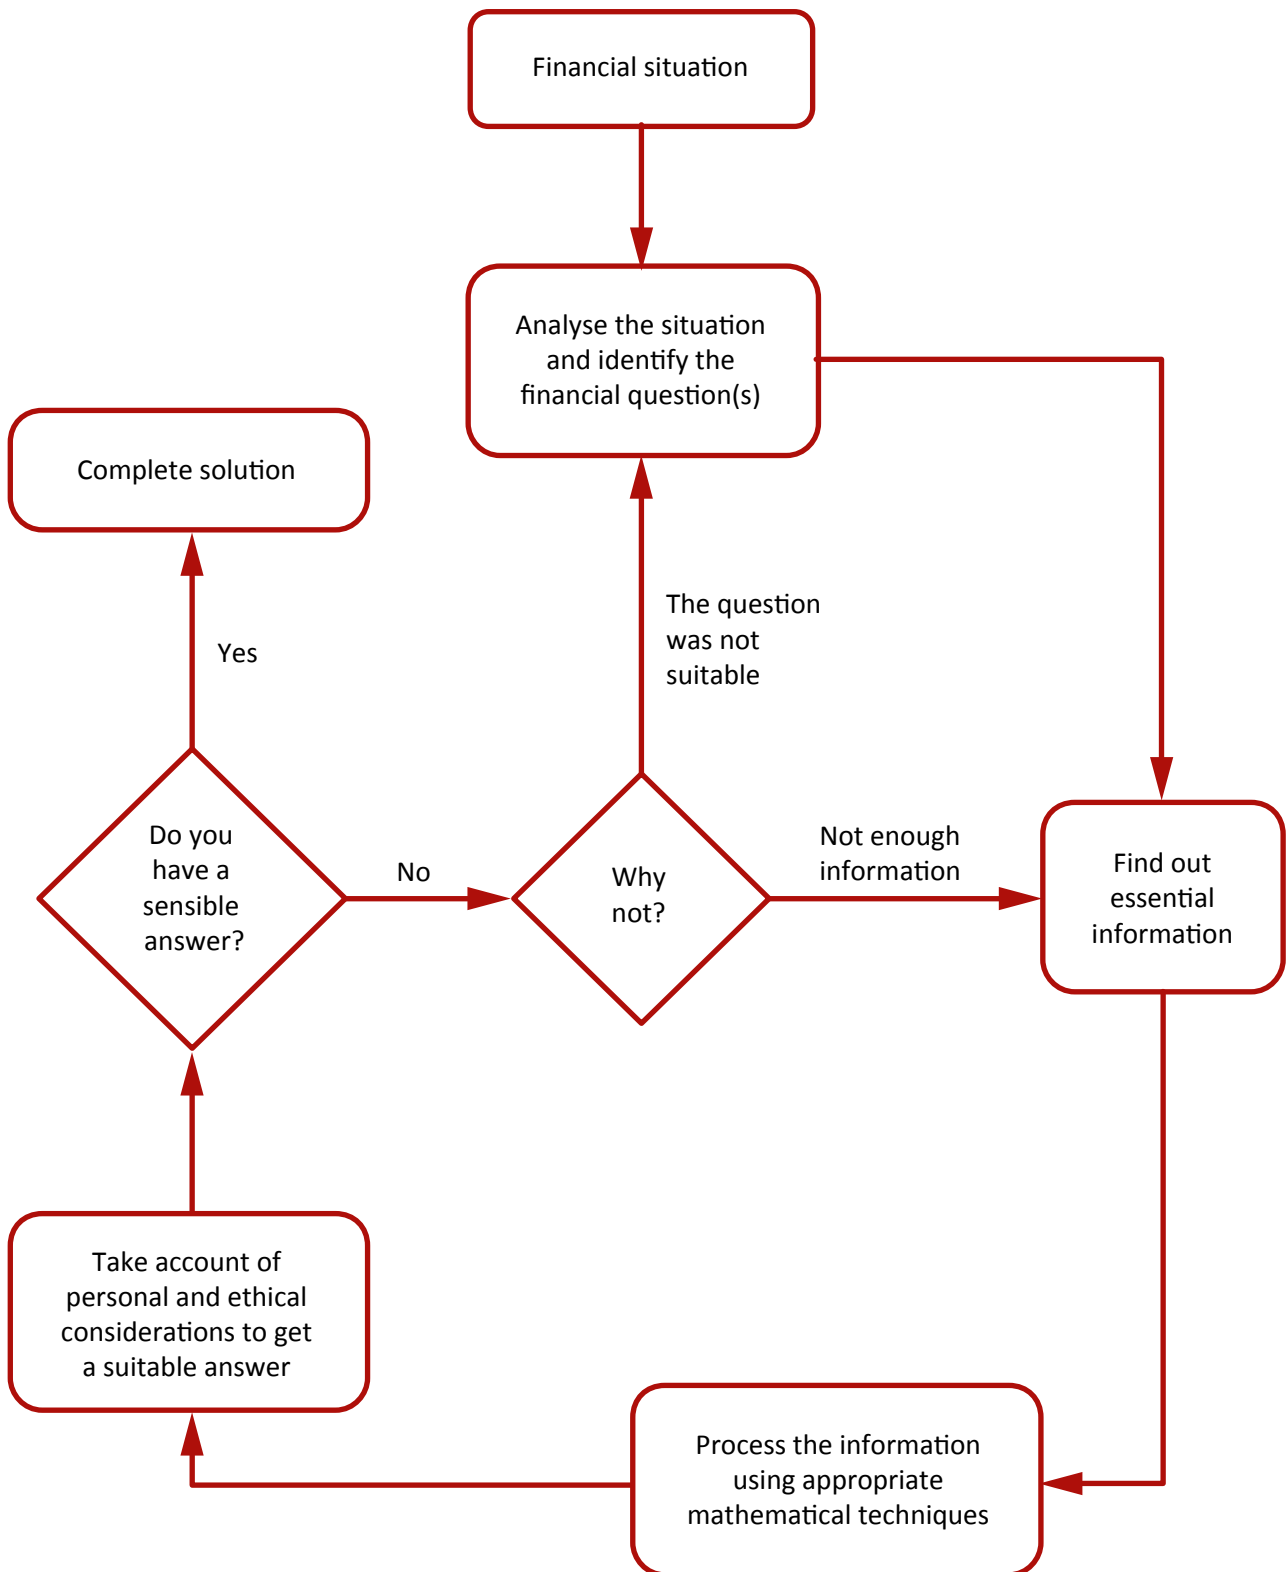 Financial situation
Analyse the situation
and identify the
financial question(s)
Complete solution
The question
was not
suitable
Yes
Do you
have a
sensible
answer?
No
Why
not?
Not enough
information
Find out
essential
information
Take account of
personal and ethical
considerations to get
a suitable answer
Process the information
using appropriate
mathematical techniques